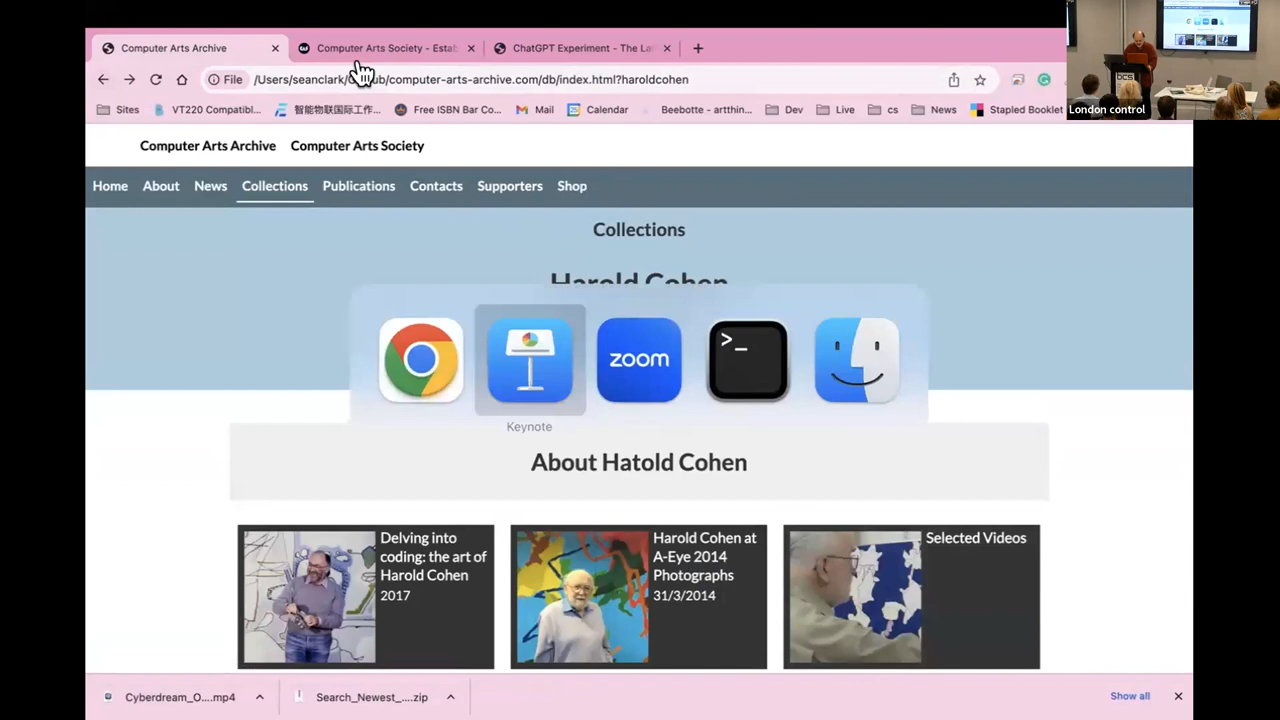 Computer Arts Archive
Computer Arts Society - Estab
ChatGPT Experiment - The La
File
/Users/seanclark/
ub/computer-arts-archive.com/db/index.html?haroldcohen
Sites
VT220 Compatibl...
智能物联国际工作...
Free ISBN Bar Co...
Mail
Calendar
Beebotte - artthin...
Dev
Live
cs
News
Stapled Booklet
bcs
London control
Computer Arts Archive Computer Arts Society
Home About News Collections Publications Contacts Supporters Shop
Collections
Harold Cohen
zoom
>_
Keynote
About Hatold Cohen
Delving into
coding: the art of
Harold Cohen
2017
Harold Cohen at
A-Eye 2014
Photographs
31/3/2014
Selected Videos
Cyberdream_O....mp4
Search_Newest_....zip
Show all